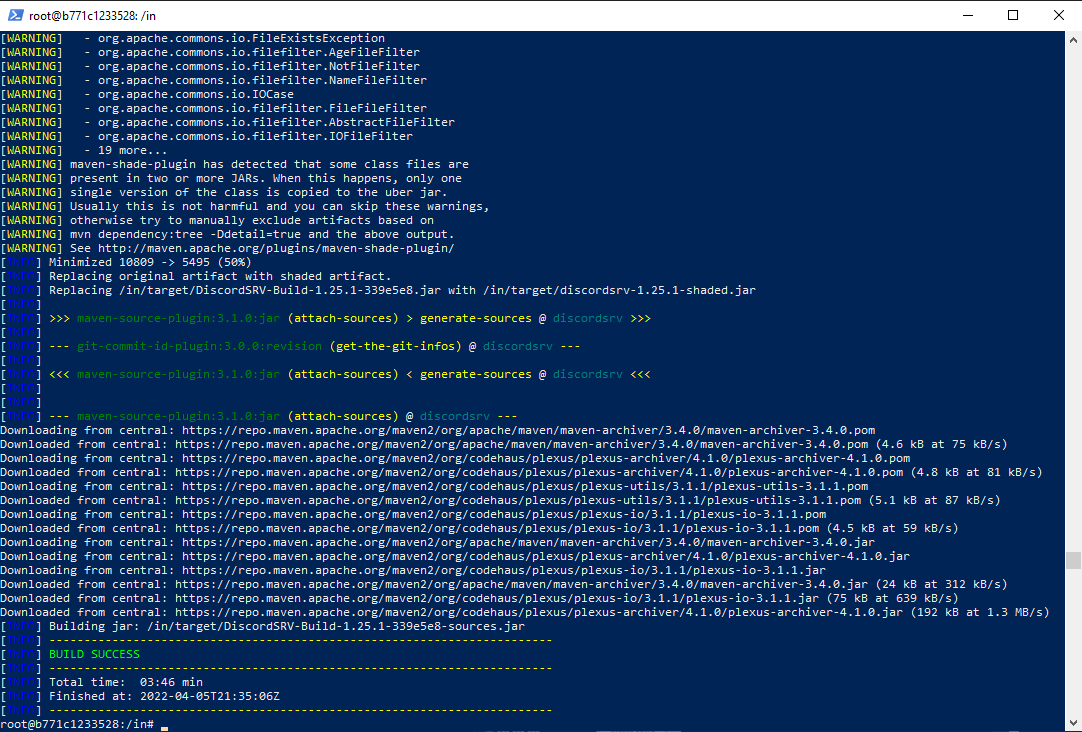 root@b771c1233528: /in
[WARNING]   - org.apache.commons.io.FileExistsException
[WARNING]   - org.apache.commons.io.filefilter.AgeFileFilter
[WARNING]   - org.apache.commons.io.filefilter.NotFileFilter
[WARNING]   - org.apache.commons.io.filefilter.NameFileFilter
[WARNING]   - org.apache.commons.io.IOCase
[WARNING]   - org.apache.commons.io.filefilter.FileFileFilter
[WARNING]   - org.apache.commons.io.filefilter.AbstractFileFilter
[WARNING]   - org.apache.commons.io.filefilter.IOFileFilter
[WARNING]   - 19 more...
[WARNING] maven-shade-plugin has detected that some class files are
[WARNING] present in two or more JARs. When this happens, only one
[WARNING] single version of the class is copied to the uber jar.
[WARNING] Usually this is not harmful and you can skip these warnings,
[WARNING] otherwise try to manually exclude artifacts based on
[WARNING] mvn dependency:tree -Ddetail=true and the above output.
[WARNING] See http://maven.apache.org/plugins/maven-shade-plugin/
[INFO] Minimized 10809 -> 5495 (50%)
[INFO] Replacing original artifact with shaded artifact.
[INFO] Replacing /in/target/DiscordSRV-Build-1.25.1-339e5e8.jar with /in/target/discordsrv-1.25.1-shaded.jar
[INFO]
[INFO] >>> maven-source-plugin:3.1.0:jar (attach-sources) > generate-sources @ discordsrv >>>
[INFO]
[INFO] --- git-commit-id-plugin:3.0.0:revision (get-the-git-infos) @ discordsrv ---
[INFO]
[INFO] <<< maven-source-plugin:3.1.0:jar (attach-sources) < generate-sources @ discordsrv <<<
[INFO]
[INFO]
[INFO] --- maven-source-plugin:3.1.0:jar (attach-sources) @ discordsrv ---
Downloading from central: https://repo.maven.apache.org/maven2/org/apache/maven/maven-archiver/3.4.0/maven-archiver-3.4.0.pom
Downloaded from central: https://repo.maven.apache.org/maven2/org/apache/maven/maven-archiver/3.4.0/maven-archiver-3.4.0.pom (4.6 kB at 75 kB/s)
Downloading from central: https://repo.maven.apache.org/maven2/org/codehaus/plexus/plexus-archiver/4.1.0/plexus-archiver-4.1.0.pom
Downloaded from central: https://repo.maven.apache.org/maven2/org/codehaus/plexus/plexus-archiver/4.1.0/plexus-archiver-4.1.0.pom (4.8 kB at 81 kB/s)
Downloading from central: https://repo.maven.apache.org/maven2/org/codehaus/plexus/plexus-utils/3.1.1/plexus-utils-3.1.1.pom
Downloaded from central: https://repo.maven.apache.org/maven2/org/codehaus/plexus/plexus-utils/3.1.1/plexus-utils-3.1.1.pom (5.1 kB at 87 kB/s)
Downloading from central: https://repo.maven.apache.org/maven2/org/codehaus/plexus/plexus-io/3.1.1/plexus-io-3.1.1.pom
Downloaded from central: https://repo.maven.apache.org/maven2/org/codehaus/plexus/plexus-io/3.1.1/plexus-io-3.1.1.pom (4.5 kB at 59 kB/s)
Downloading from central: https://repo.maven.apache.org/maven2/org/apache/maven/maven-archiver/3.4.0/maven-archiver-3.4.0.jar
Downloading from central: https://repo.maven.apache.org/maven2/org/codehaus/plexus/plexus-archiver/4.1.0/plexus-archiver-4.1.0.jar
Downloading from central: https://repo.maven.apache.org/maven2/org/codehaus/plexus/plexus-io/3.1.1/plexus-io-3.1.1.jar
Downloaded from central: https://repo.maven.apache.org/maven2/org/apache/maven/maven-archiver/3.4.0/maven-archiver-3.4.0.jar (24 kB at 312 kB/s)
Downloaded from central: https://repo.maven.apache.org/maven2/org/codehaus/plexus/plexus-io/3.1.1/plexus-io-3.1.1.jar (75 kB at 639 kB/s)
Downloaded from central: https://repo.maven.apache.org/maven2/org/codehaus/plexus/plexus-archiver/4.1.0/plexus-archiver-4.1.0.jar (192 kB at 1.3 MB/s)
[INFO] Building jar: /in/target/DiscordSRV-Build-1.25.1-339e5e8-sources.jar
[INFO] ------------------------------------------------------------------------
[INFO] BUILD SUCCESS
[INFO] ------------------------------------------------------------------------
[INFO] Total time:  03:46 min
[INFO] Finished at: 2022-04-05T21:35:06Z
[INFO] ------------------------------------------------------------------------
root@b771c1233528:/in#